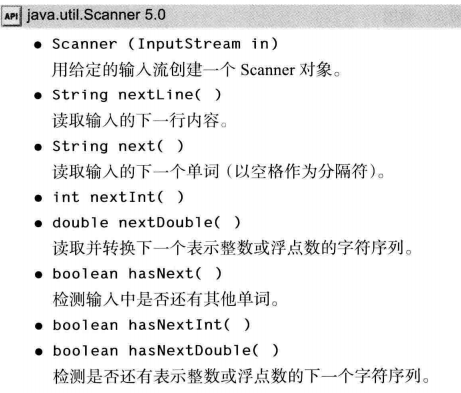 API java.util.Scanner 5.0
● Scanner (InputStream in)
用给定的输入流创建一个 Scanner 对象。
● String nextLine( )
读取输入的下一行内容。
● String next( )
读取输入的下一个单词（以空格作为分隔符）。
● int nextInt( )
● double nextDouble( )
读取并转换下一个表示整数或浮点数的字符序列。
● boolean hasNext( )
检测输入中是否还有其他单词。
● boolean hasNextInt( )
● boolean hasNextDouble( )
检测是否还有表示整数或浮点数的下一个字符序列。